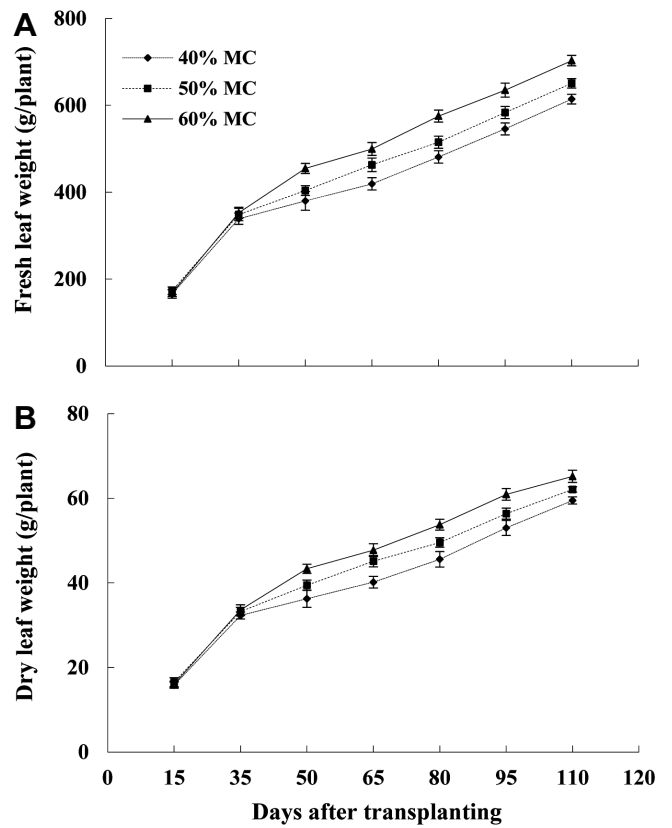 A
800
600
400
200
0
Fresh leaf weight (g/plant)
40% MC
50% MC
60% MC
B
80
60
40
20
0
Dry leaf weight (g/plant)
0 15 35 50 65 80 95 110 120
Days after transplanting